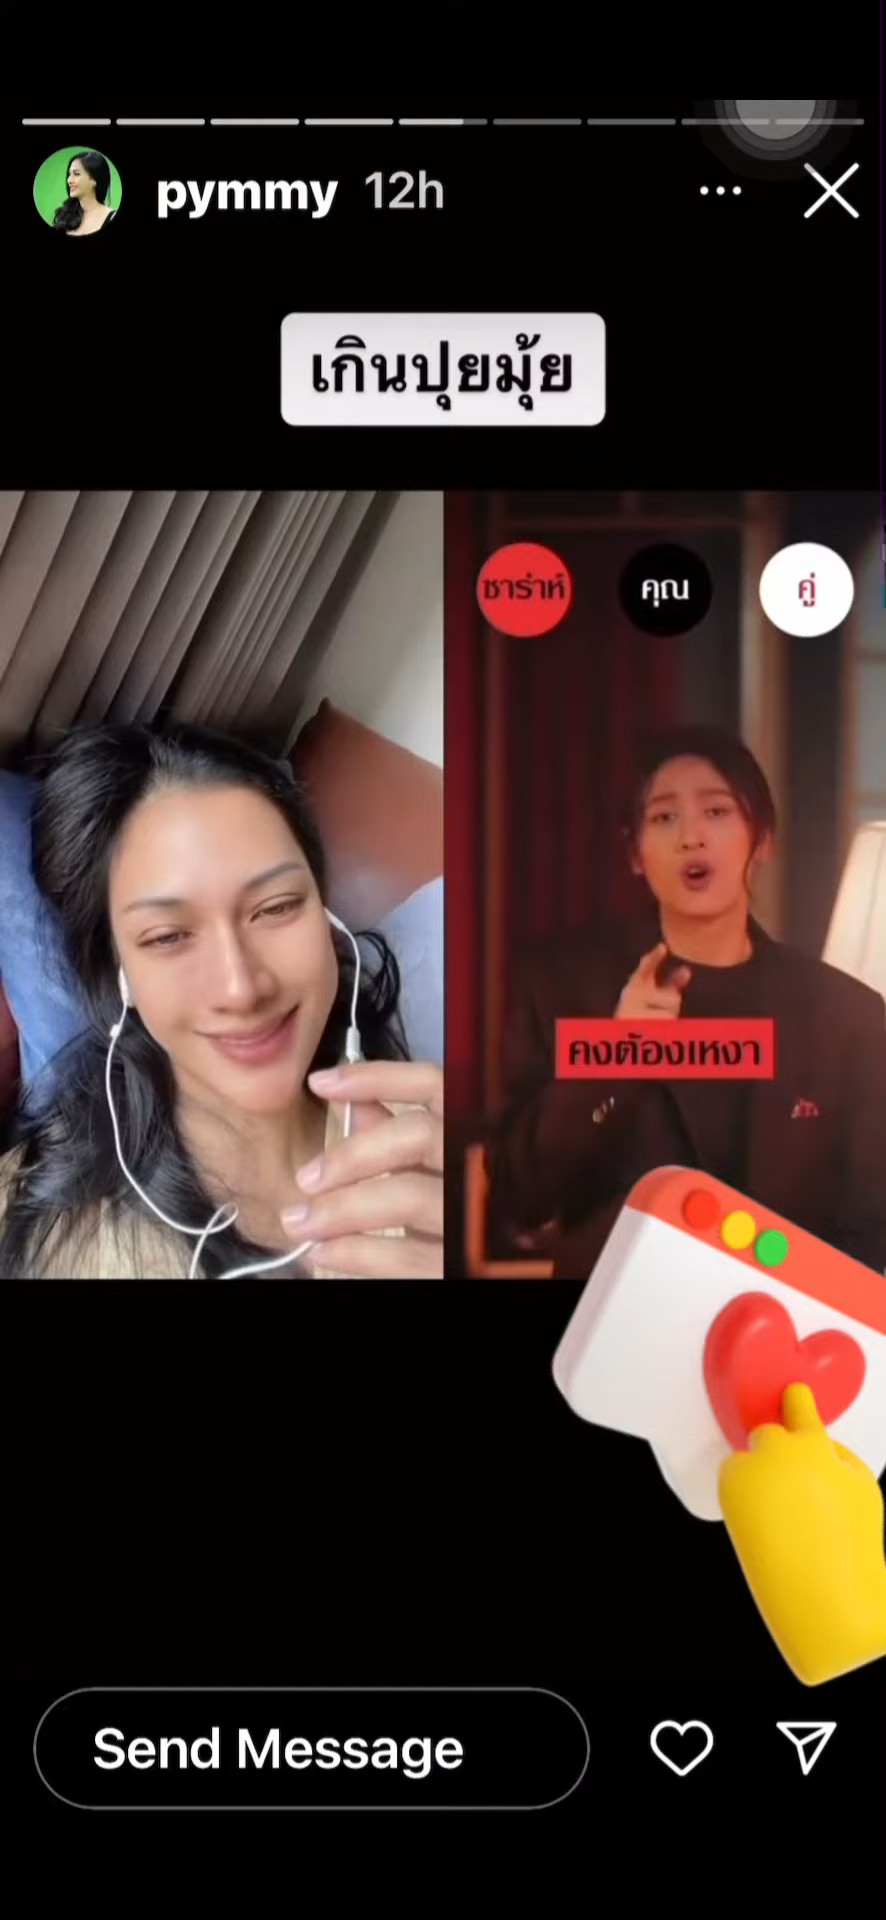 pymmy 12h
เกินปุยมุ้ย
ซาร่าห์
คุณ
คู่
คงต้องเหงา
Send Message